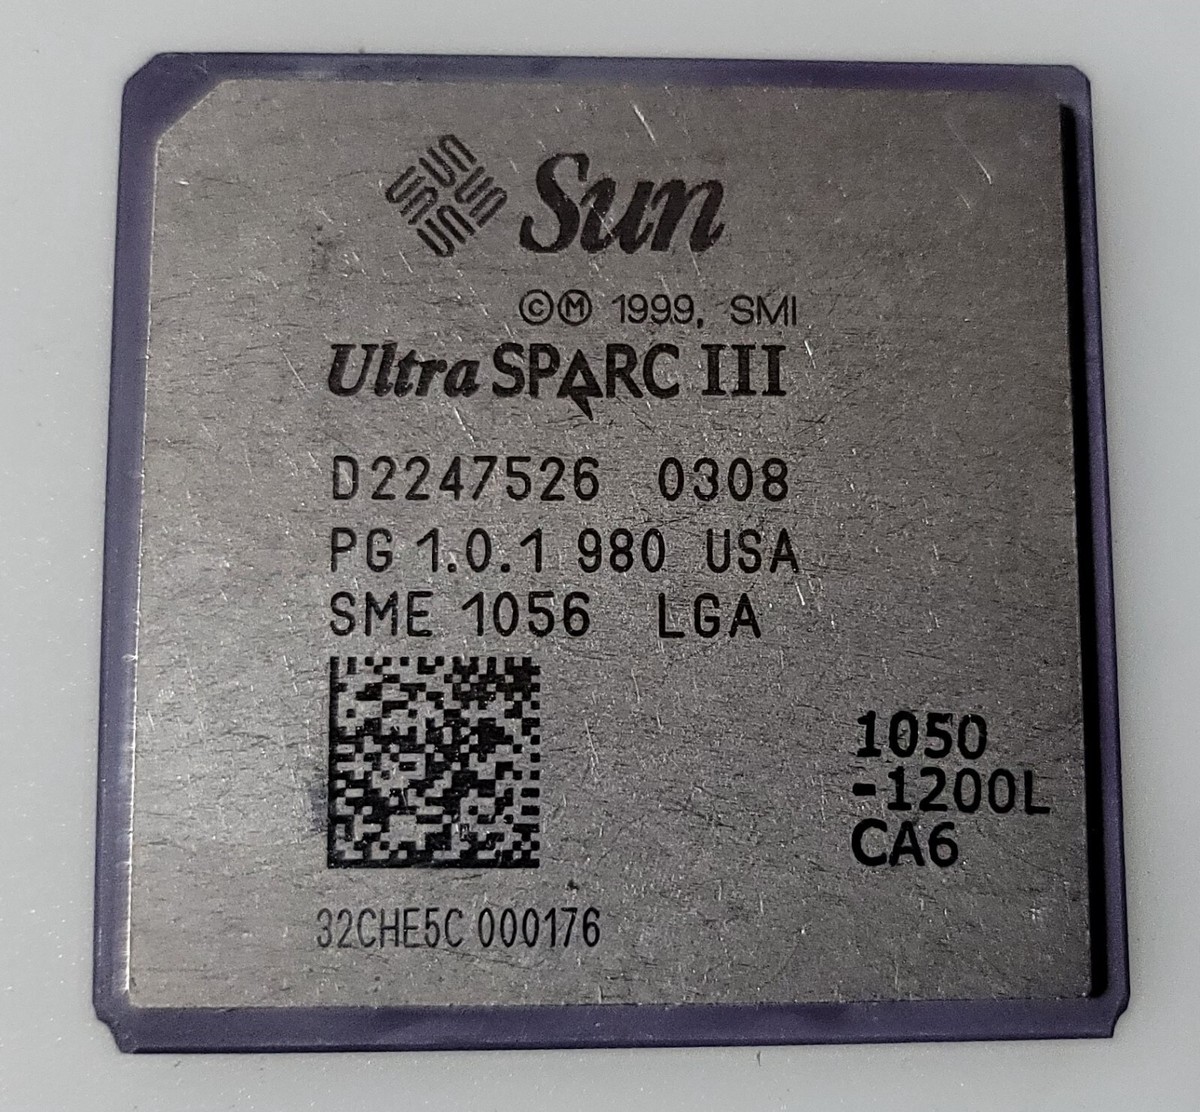 Sun
©Ⓜ 1999, SMI
UltraSPARC III
D2247526 0308
PG 1.0.1 980 USA
SME 1056 LGA
1050
-1200L
CA6
32CHE5C 000176